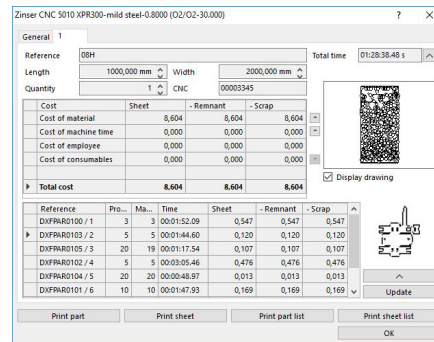 Zinser CNC 5010 XPR300-mild steel-0.8000 (O2/O2-30.000) ? X
General 1
Reference 08H Total time 01:28:38.48 s
Length 1000,000 mm Width 2000,000 mm
Quantity 1 CNC 00003345
Cost Sheet - Remnant - Scrap
Cost of material 8,604 8,604 8,604
Cost of machine time 0,000 0,000 0,000
Cost of employee 0,000 0,000 0,000
Cost of consumables 0,000 0,000 0,000
Display drawing
Total cost 8,604 8,604 8,604
Reference Pro... Ma... Time Sheet - Remnant - Scrap
DXFPAR0100 / 1 3 3 00:01:52.09 0,547 0,547 0,547
DXFPAR0103 / 2 5 5 00:01:44.60 0,120 0,120 0,120
DXFPAR0105 / 3 20 19 00:01:17.54 0,107 0,107 0,107
DXFPAR0102 / 4 5 5 00:03:05.46 0,476 0,476 0,476
DXFPAR0104 / 5 20 20 00:00:48.97 0,013 0,013 0,013
DXFPAR0101 / 6 10 10 00:01:47.93 0,169 0,169 0,169
Update
Print part Print sheet Print part list Print sheet list
OK